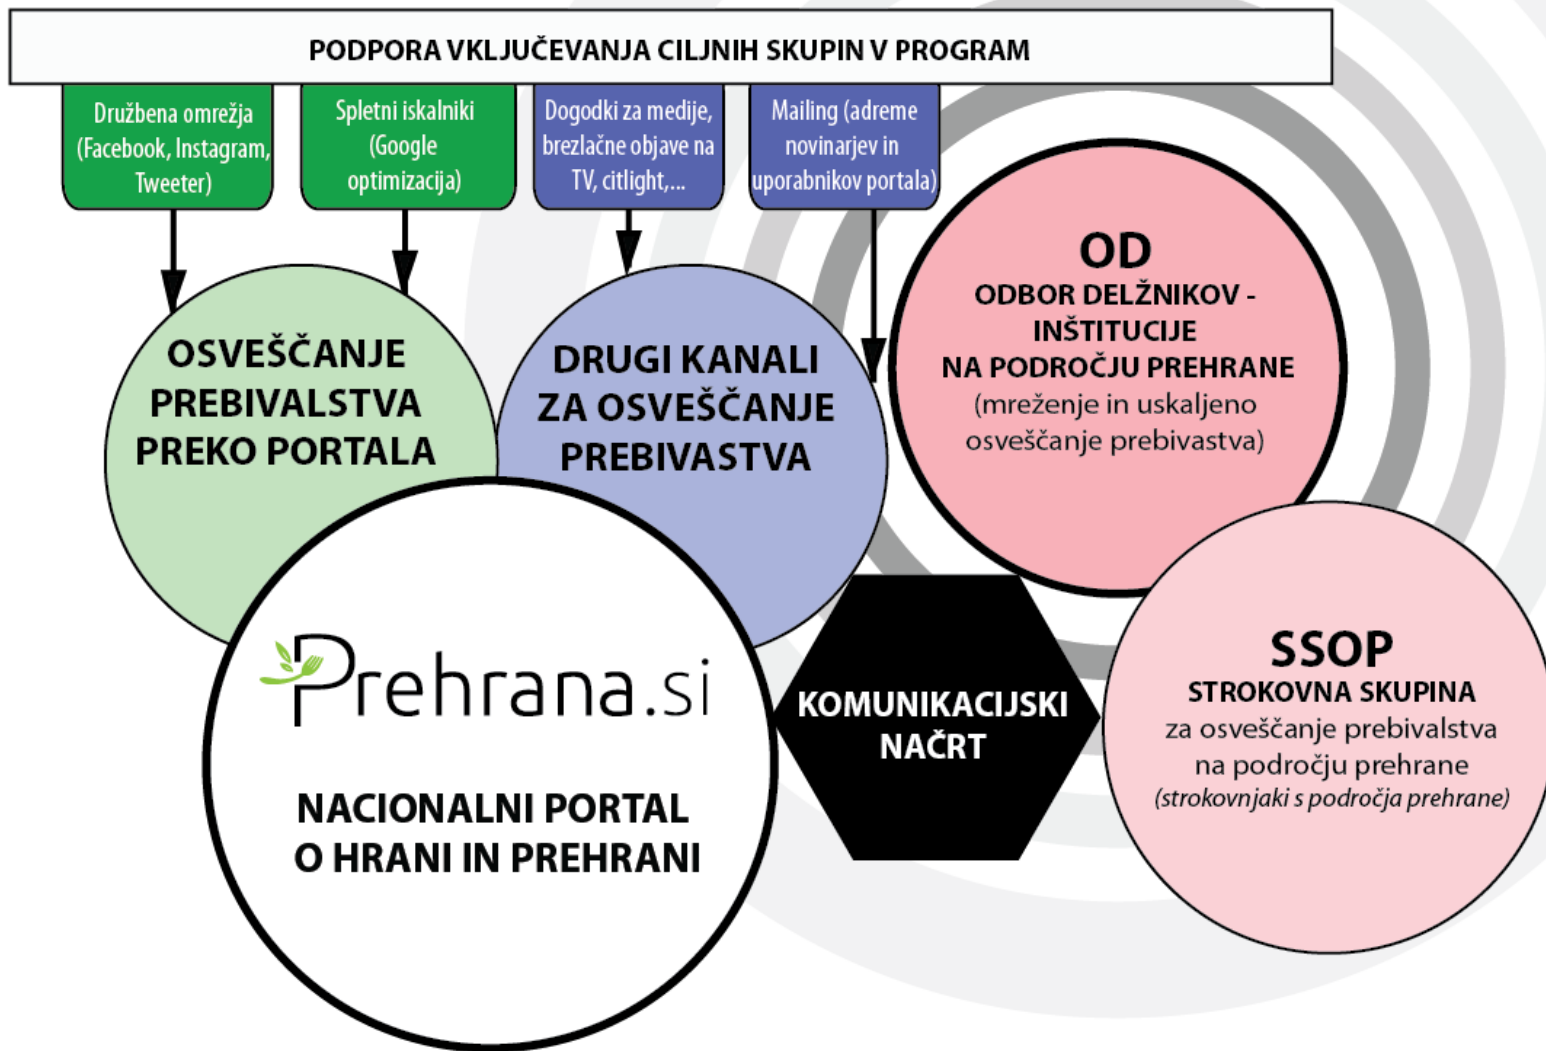 PODPORA VKLJUČEVANJA CILJNIH SKUPIN V PROGRAM
Družbena omrežja
(Facebook, Instagram,
Tweeter)
Spletni iskalniki
(Google
optimizacija)
Dogodki za medije,
brezlačne objave na
TV, citlight,...
Mailing (adreme
novinarjev in
uporabnikov portala)
OSVEŠČANJE
PREBIVALSTVA
PREKO PORTALA
DRUGI KANALI
ZA OSVEŠČANJE
PREBIVASTVA
OD
ODBOR DELŽNIKOV -
INŠTITUCIJE
NA PODROČJU PREHRANE
(mreženje in uskaljeno
osveščanje prebivastva)
Prehrana.si
NACIONALNI PORTAL
O HRANI IN PREHRANI
KOMUNIKACIJSKI
NAČRT
SSOP
STROKOVNA SKUPINA
za osveščanje prebivalstva
na področju prehrane
(strokovnjaki s področja prehrane)